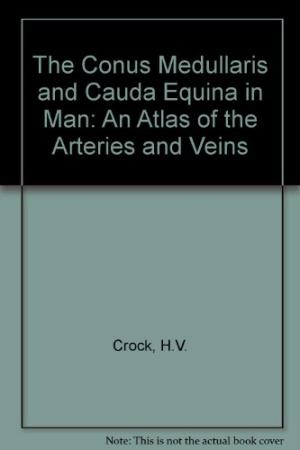 The Conus Medullaris
and Cauda Equina in
Man: An Atlas of the
Arteries and Veins
Crock, H.V.
Note: This is not the actual book cover